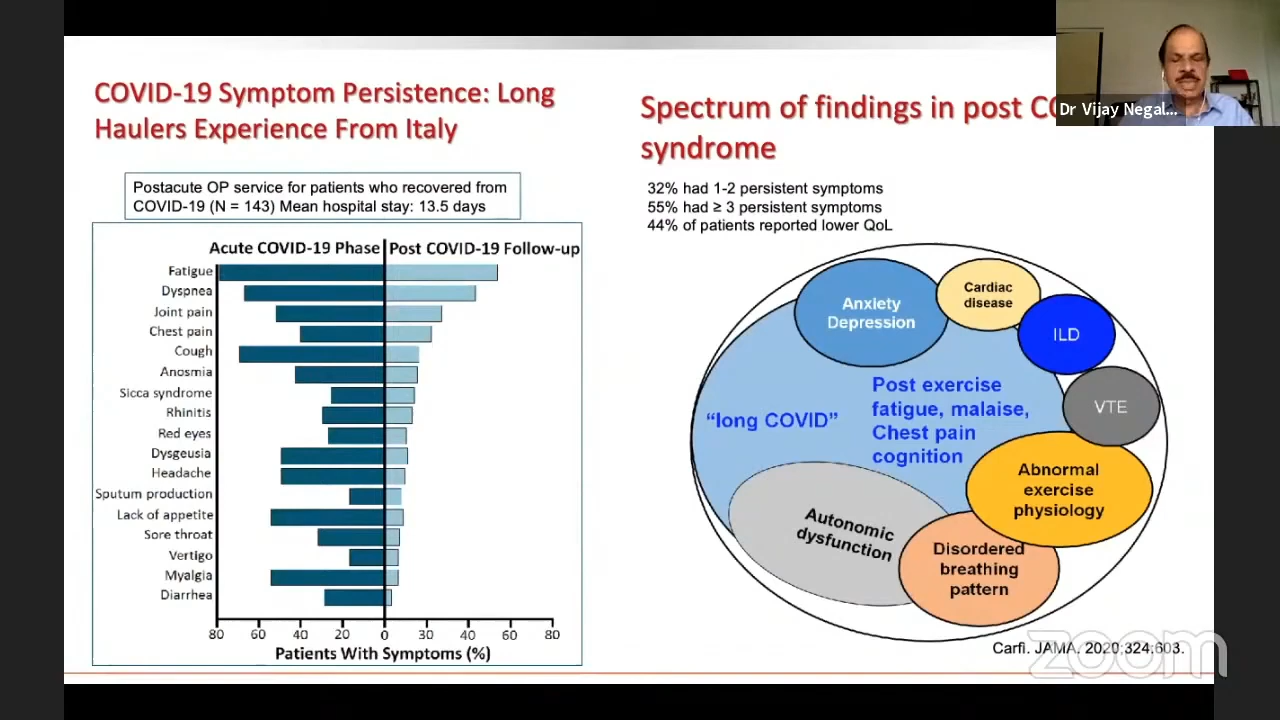 COVID-19 Symptom Persistence: Long
Haulers Experience From Italy
Postacute OP service for patients who recovered from
COVID-19 (N = 143) Mean hospital stay: 13.5 days
Acute COVID-19 Phase
Post COVID-19 Follow-up
Fatigue
Dyspnea
Joint pain
Chest pain
Cough
Anosmia
Sicca syndrome
Rhinitis
Red eyes
Dysgeusia
Headache
Sputum production
Lack of appetite
Sore throat
Vertigo
Myalgia
Diarrhea
80 60 40 20 0 30 40 60 80
Patients With Symptoms (%)
Spectrum of findings in post
syndrome
32% had 1-2 persistent symptoms
55% had ≥ 3 persistent symptoms
44% of patients reported lower QoL
Anxiety
Depression
Cardiac
disease
ILD
VTE
"long COVID"
Post exercise
fatigue, malaise,
Chest pain
cognition
Abnormal
exercise
physiology
Autonomic
dysfunction
Disordered
breathing
pattern
Carfì. JAMA. 2020;324:603.
Dr Vijay Negal...
zoom